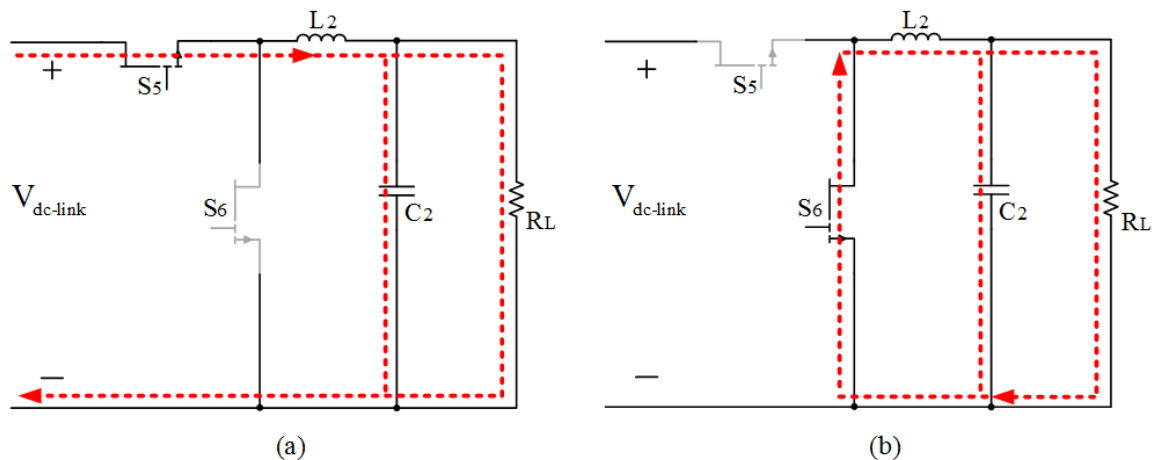 L2
+
S5
Vdc-link
S6
C2
RL
—
(a)
L2
+
S5
Vdc-link
S6
C2
RL
—
(b)